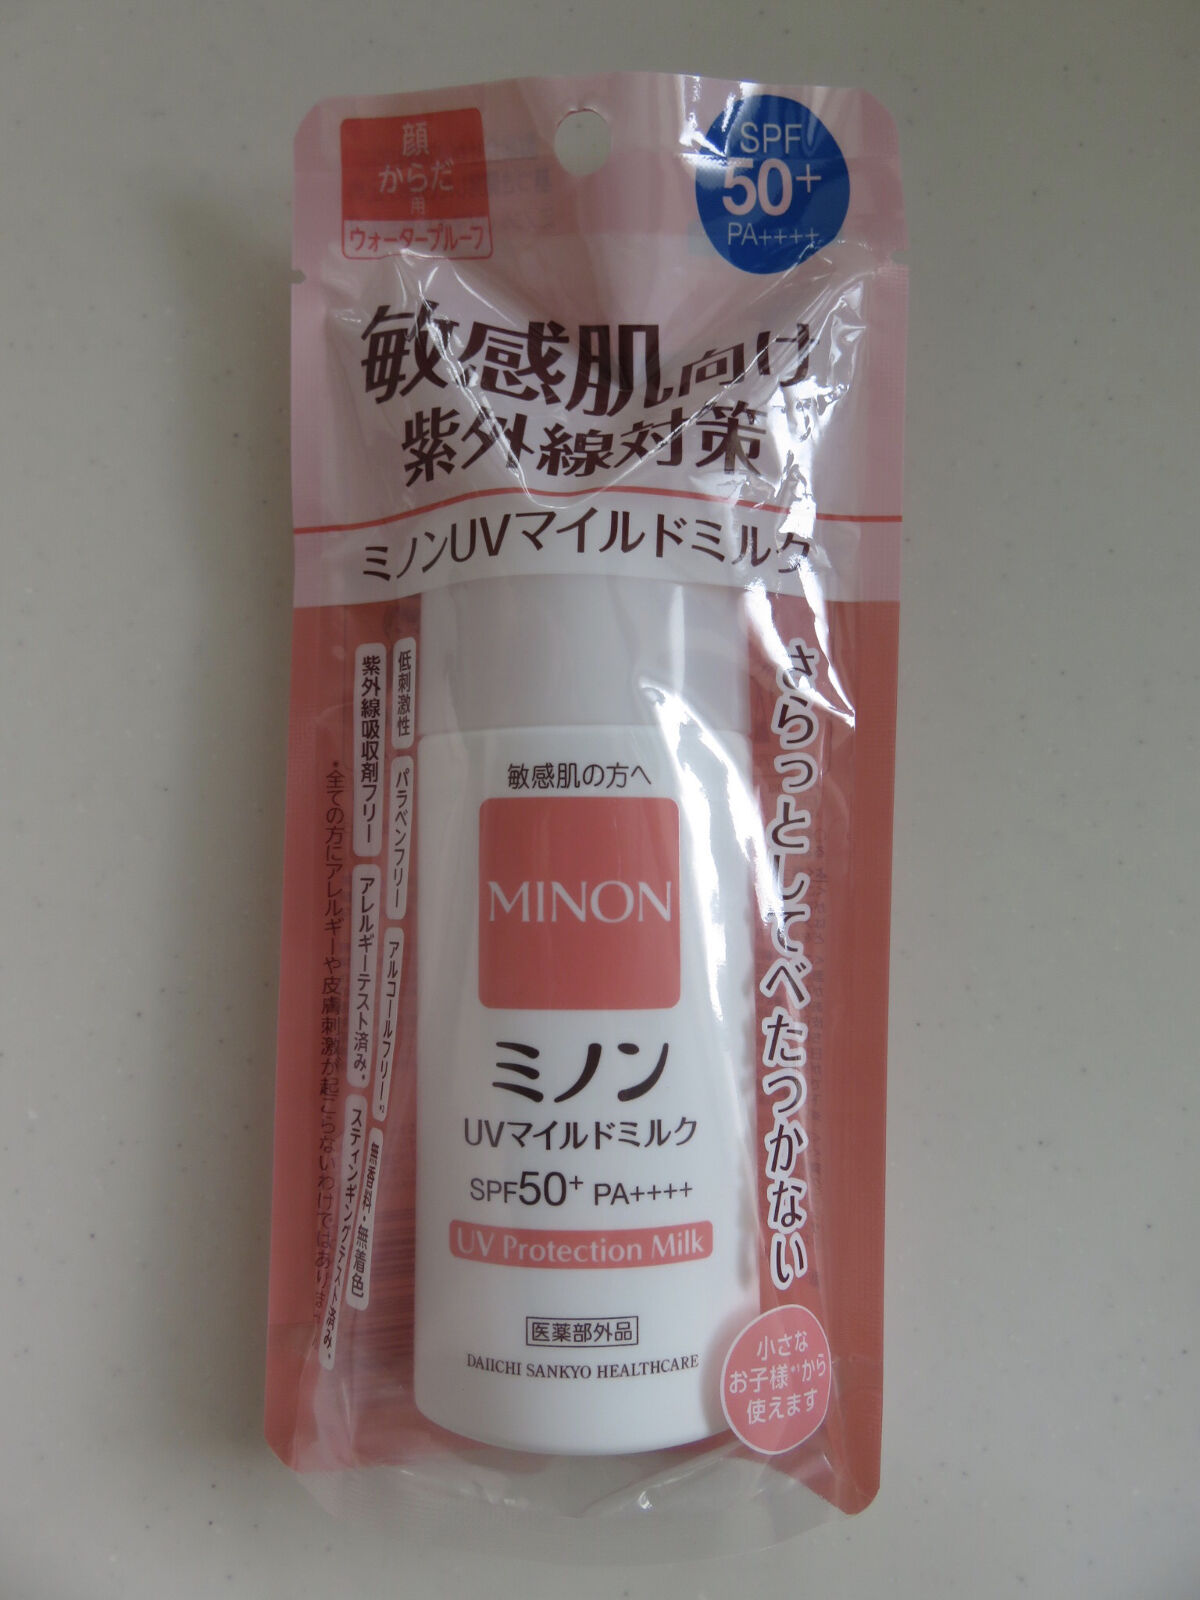 顔
からだ
用
ウォータープルーフ
SPF
50+
PA++++
敏感肌向け
紫外線対策
ミノンUVマイルドミルク
さらっとしてべたつかない
低刺激性
パラベンフリー
アルコールフリー
無香料・無着色
紫外線吸収剤フリー
アレルギーテスト済み*
スティンギングテスト済み*
*全ての方にアレルギーや皮膚刺激が起こらないわけではあり
敏感肌の方へ
MINON
ミノン
UVマイルドミルク
SPF50+ PA++++
UV Protection Milk
医薬部外品
DAIICHI SANKYO HEALTHCARE
小さな
お子様*1から
使えます